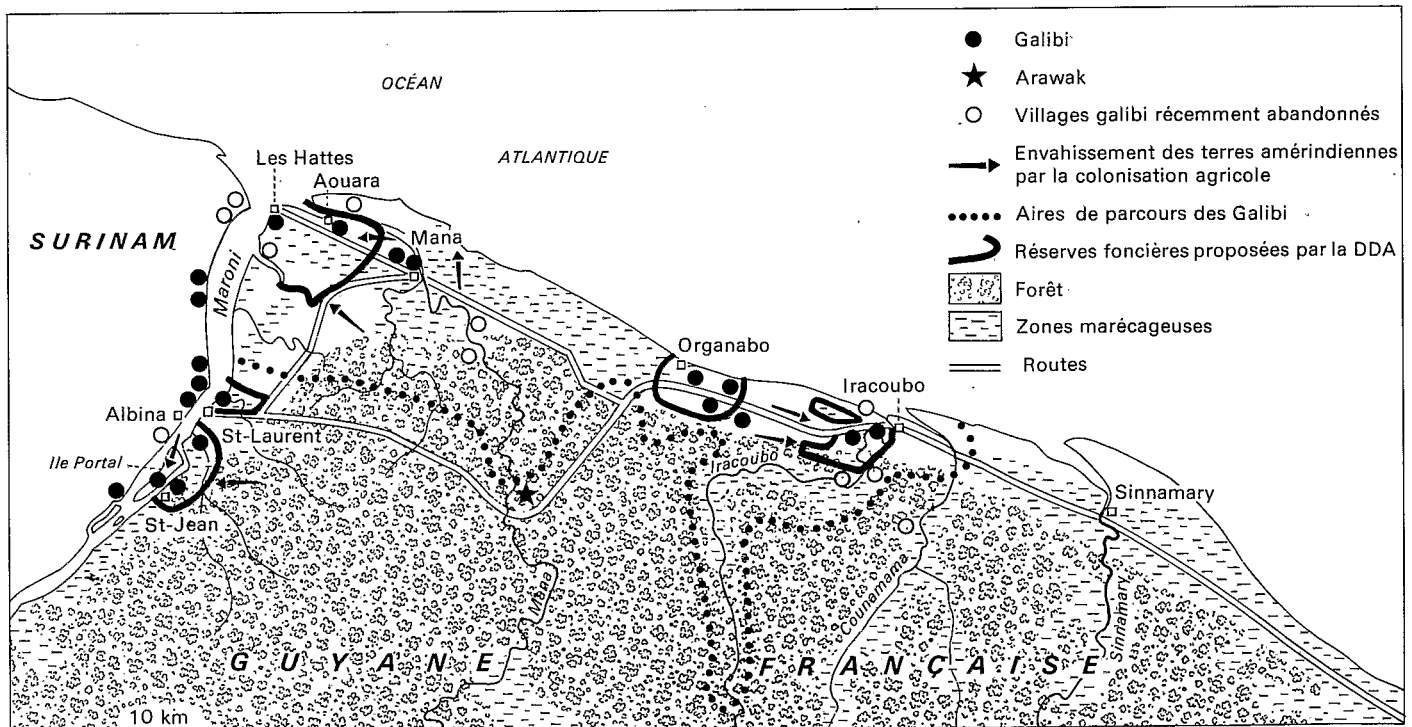 Galibi
Arawak
Villages galibi récemment abandonnés
Envahissement des terres amérindiennes
par la colonisation agricole
Aires de parcours des Galibi
Réserves foncières proposées par la DDA
Forêt
Zones marécageuses
Routes
OCÉAN
ATLANTIQUE
Les Hattes
Aouara
SURINAM
Mana
Maroni
Organabo
Iracoubo
Albina
St-Laurent
Ile Portal
Iracoubo
St-Jean
Sinnamary
Mana
Counamama
Sinnamary
GUYANE FRANÇAISE
10 km